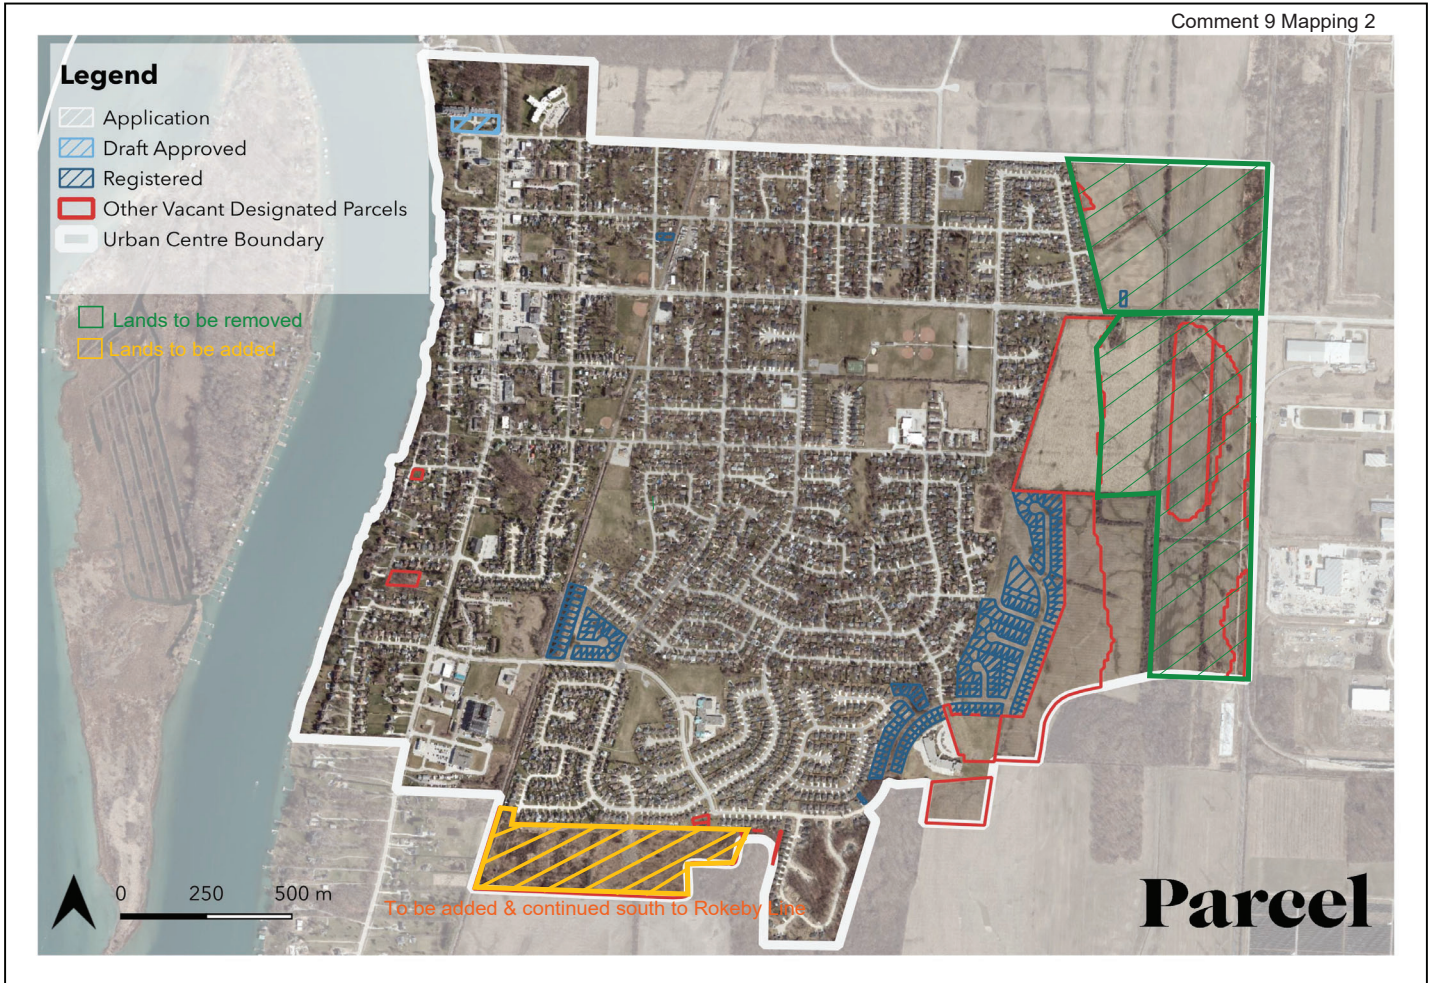 Comment 9 Mapping 2
Legend
Application
Draft Approved
Registered
Other Vacant Designated Parcels
Urban Centre Boundary
Lands to be removed
Lands to be added
0 250 500 m
To be added & continued south to Rokeby Line
Parcel